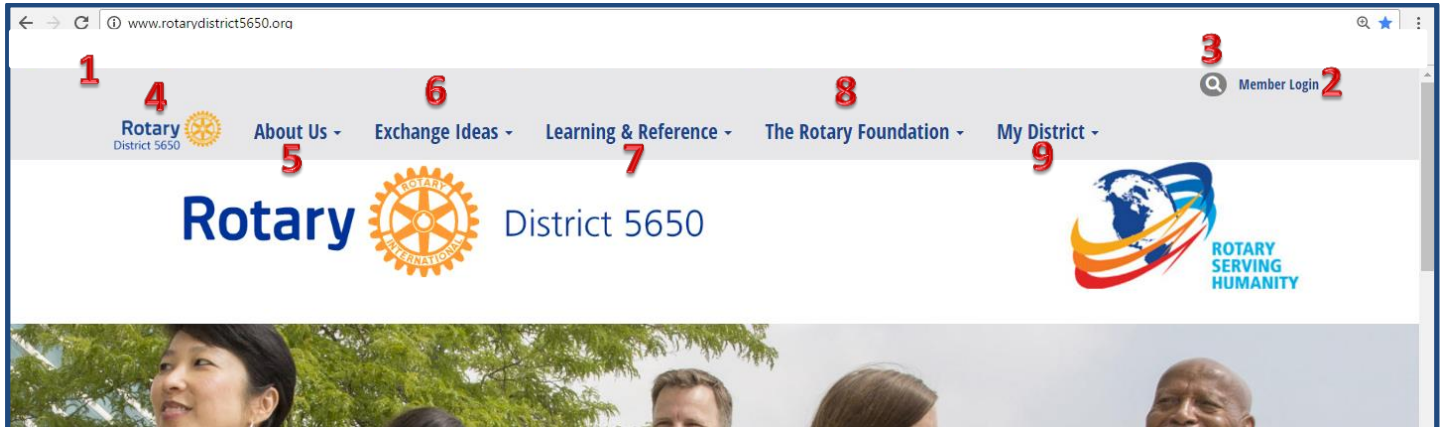 www.rotarydistrict5650.org
3
1
Member Login 2
4
6
8
Rotary
District 5650
About Us
Exchange Ideas
Learning & Reference
The Rotary Foundation
My District
5
7
9
Rotary
ROTARY
INTERNATIONAL
District 5650
ROTARY
SERVING
HUMANITY